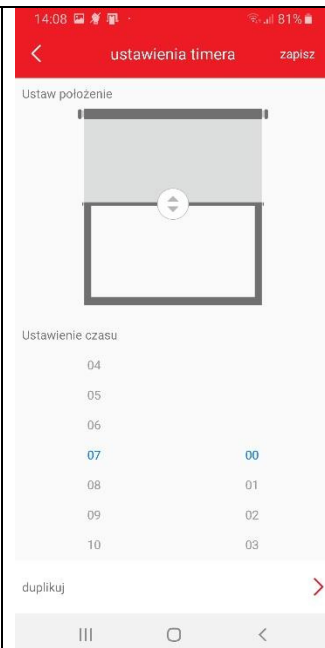 14:08 81%
ustawienia timera zapisz
Ustaw położenie
Ustawienie czasu
04
05
06
07 00
08 01
09 02
10 03
duplikuj